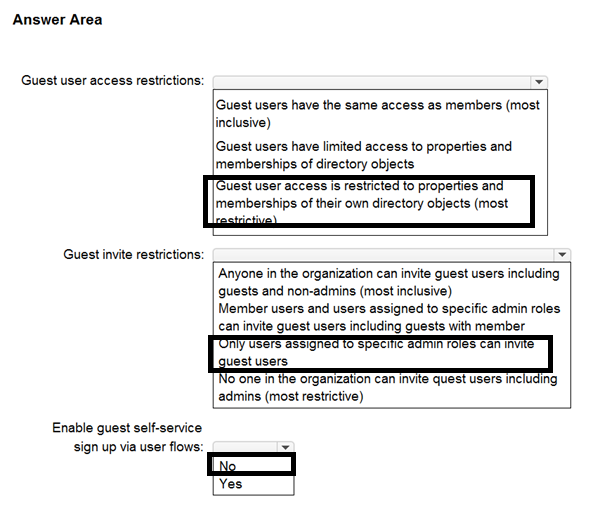 Answer Area
Guest user access restrictions:
Guest users have the same access as members (most
inclusive)
Guest users have limited access to properties and
memberships of directory objects
Guest user access is restricted to properties and
memberships of their own directory objects (most
restrictive)
Guest invite restrictions:
Anyone in the organization can invite guest users including
guests and non-admins (most inclusive)
Member users and users assigned to specific admin roles
can invite guest users including guests with member
Only users assigned to specific admin roles can invite
guest users
No one in the organization can invite guest users including
admins (most restrictive)
Enable guest self-service
sign up via user flows:
No
Yes